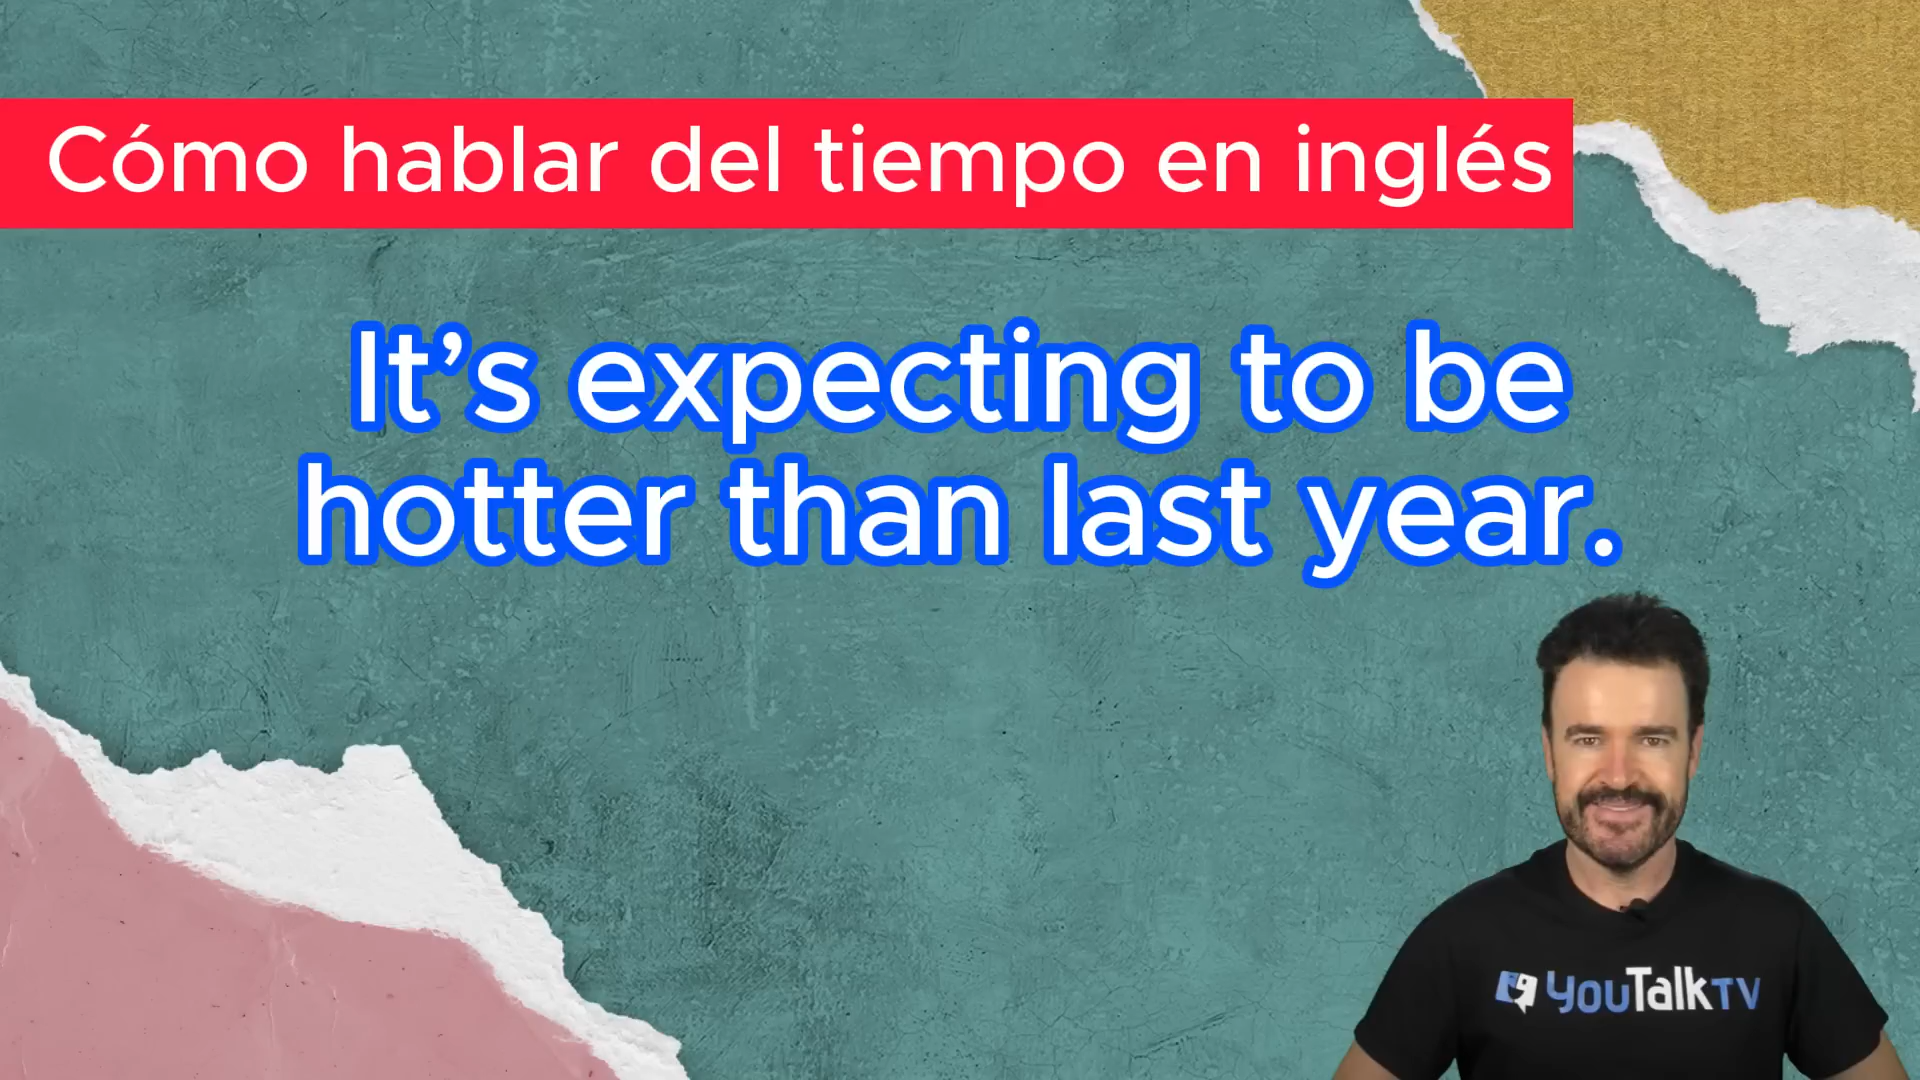 Cómo hablar del tiempo en inglés
It’s expecting to be
hotter than last year.
YouTalkTV